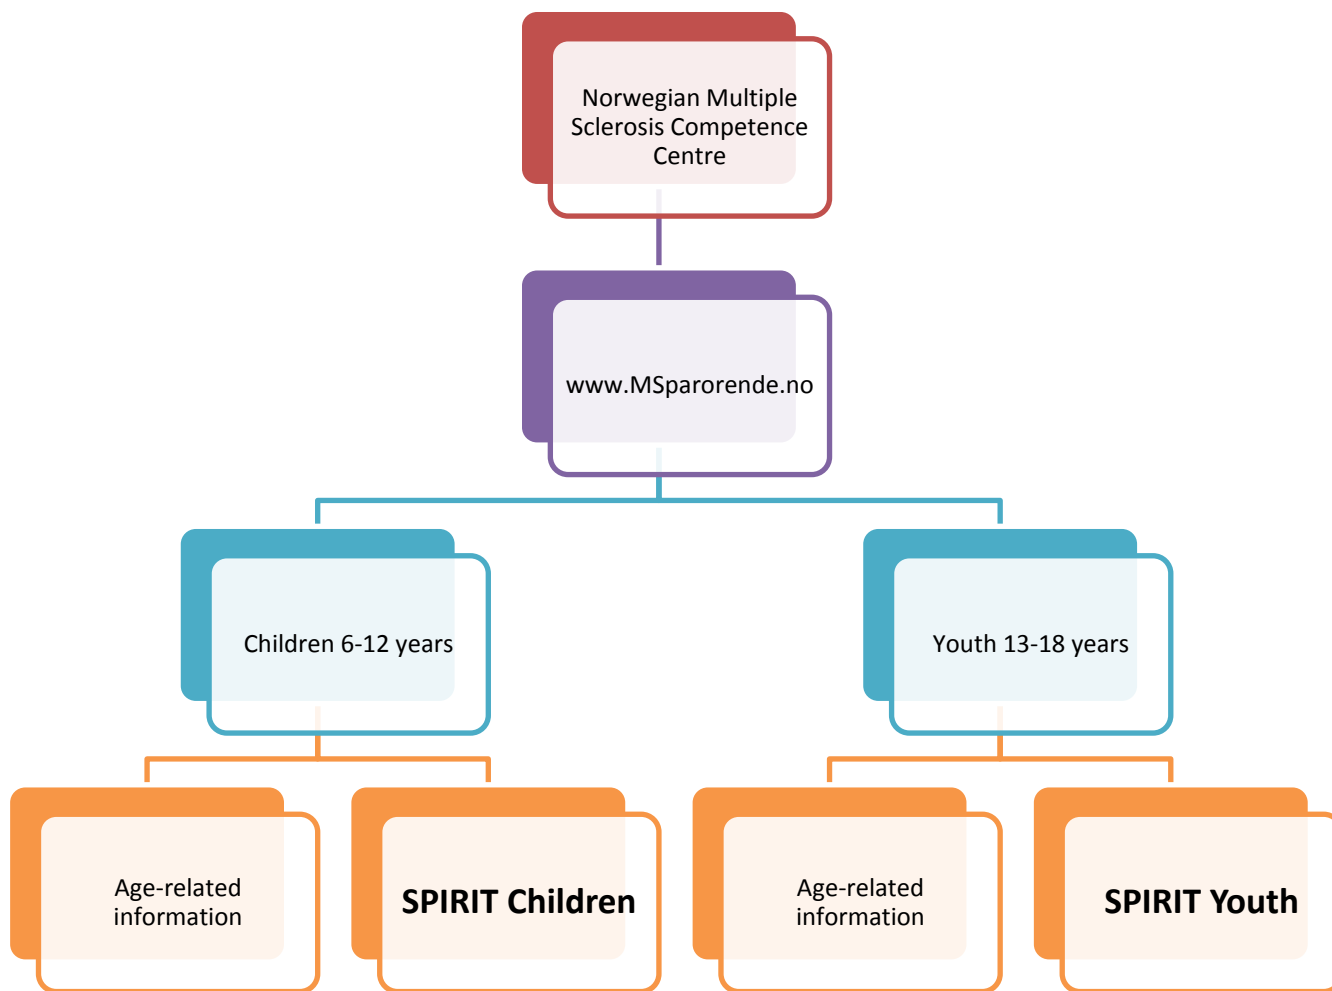 Norwegian Multiple
Sclerosis Competence
Centre
www.MSparorende.no
Children 6-12 years
Youth 13-18 years
Age-related
information
SPIRIT Children
Age-related
information
SPIRIT Youth